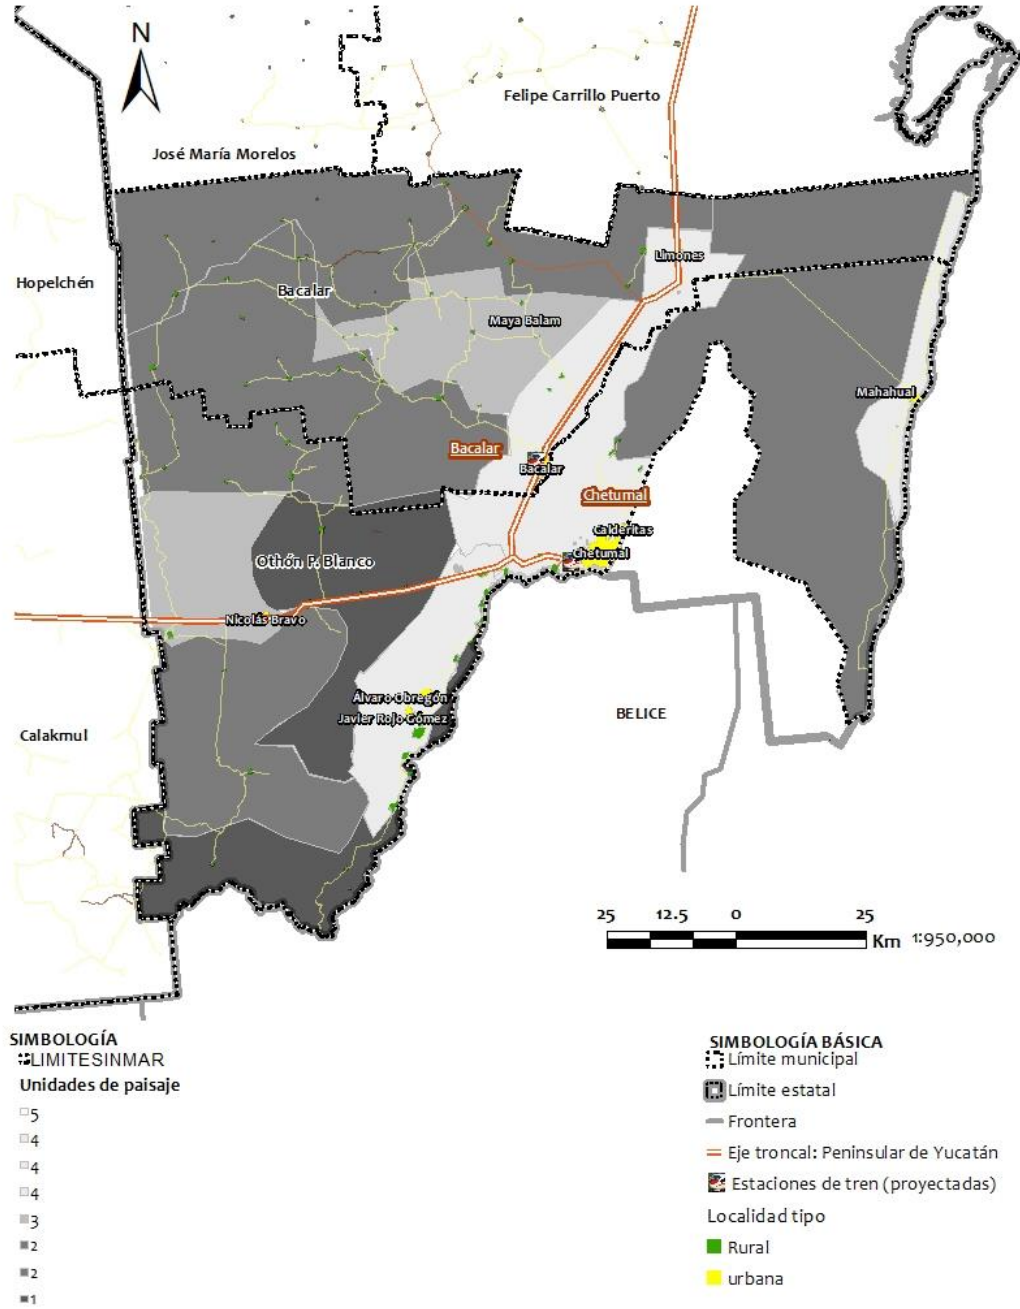 N
Felipe Carrillo Puerto
José María Morelos
Limones
Hopelchén
Bacalar
Maya Balam
Mahahual
Bacalar
Bacalar
Chetumal
Calderitas
Chetumal
Othón P. Blanco
Nicolás Bravo
Álvaro Obregón
Javier Rojo Gómez
BELICE
Calakmul
25 12.5 0 25
Km 1:950,000
SIMBOLOGÍA
LIMITESINMAR
Unidades de paisaje
5
4
4
4
3
2
2
1
SIMBOLOGÍA BÁSICA
Límite municipal
Límite estatal
Frontera
Eje troncal: Peninsular de Yucatán
Estaciones de tren (proyectadas)
Localidad tipo
Rural
urbana